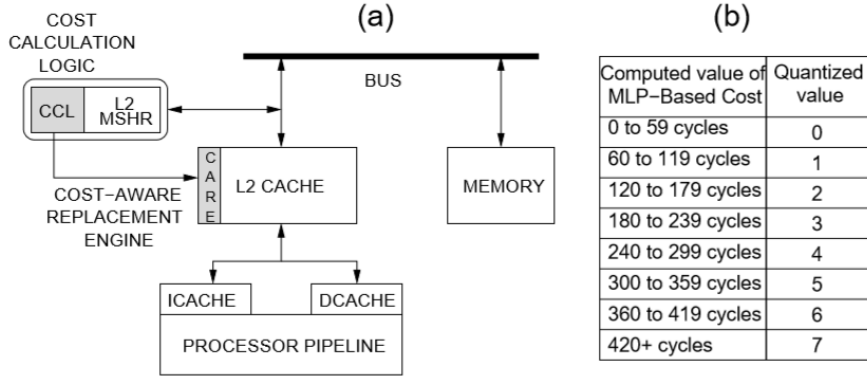 (a)
COST
CALCULATION
LOGIC
BUS
CCL
L2
MSHR
C
A
R
E
L2 CACHE
MEMORY
COST−AWARE
REPLACEMENT
ENGINE
ICACHE
DCACHE
PROCESSOR PIPELINE
(b)
Computed value of
MLP−Based Cost
Quantized
value
0 to 59 cycles 0
60 to 119 cycles 1
120 to 179 cycles 2
180 to 239 cycles 3
240 to 299 cycles 4
300 to 359 cycles 5
360 to 419 cycles 6
420+ cycles 7